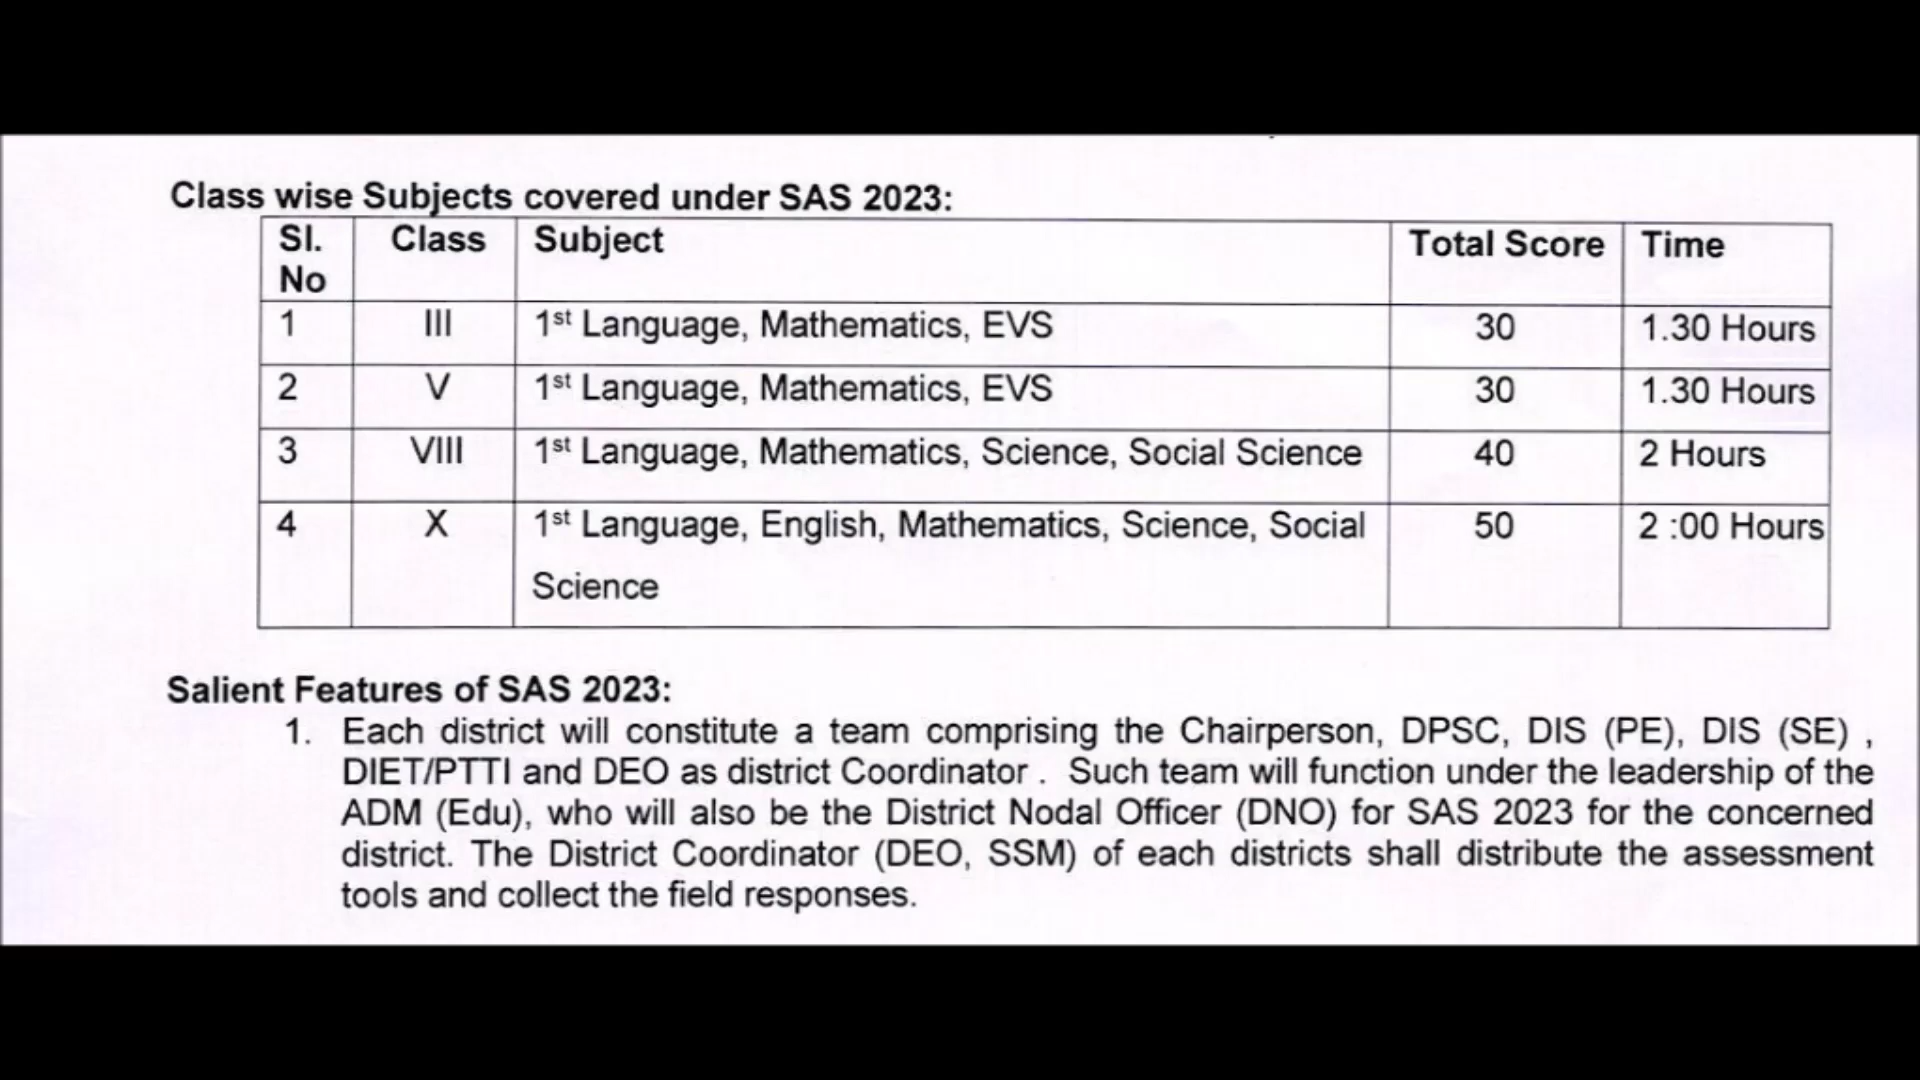 Class wise Subjects covered under SAS 2023:
Sl. No Class Subject Total Score Time
1 III 1st Language, Mathematics, EVS 30 1.30 Hours
2 V 1st Language, Mathematics, EVS 30 1.30 Hours
3 VIII 1st Language, Mathematics, Science, Social Science 40 2 Hours
4 X 1st Language, English, Mathematics, Science, Social 50 2 :00 Hours
Science
Salient Features of SAS 2023:
1. Each district will constitute a team comprising the Chairperson, DPSC, DIS (PE), DIS (SE) ,
DIET/PTTI and DEO as district Coordinator . Such team will function under the leadership of the
ADM (Edu), who will also be the District Nodal Officer (DNO) for SAS 2023 for the concerned
district. The District Coordinator (DEO, SSM) of each districts shall distribute the assessment
tools and collect the field responses.